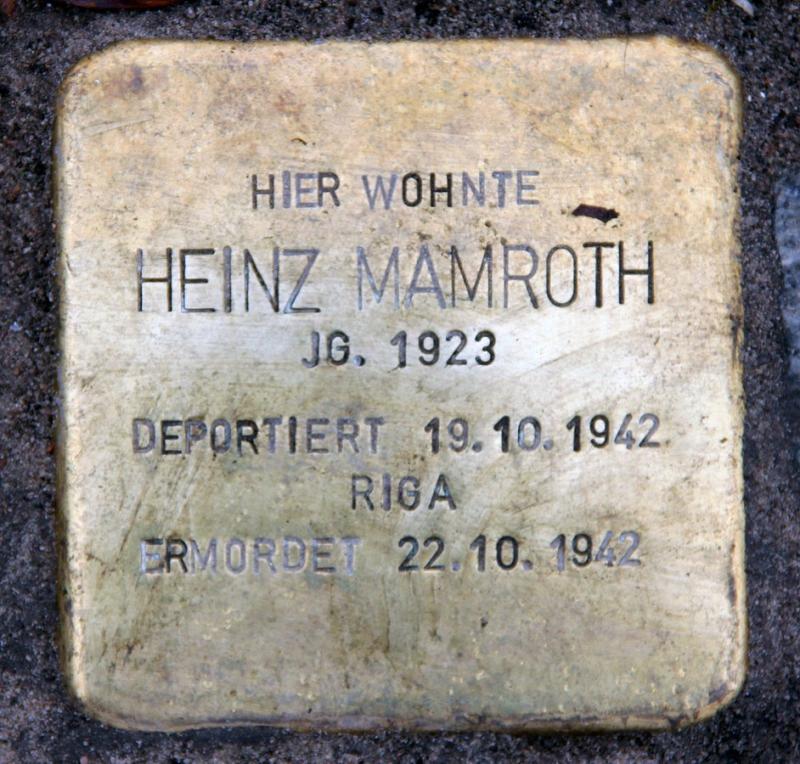 HIER WOHNTE
HEINZ MAMROTH
JG. 1923
DEPORTIERT 19.10.1942
RIGA
ERMORDET 22.10.1942